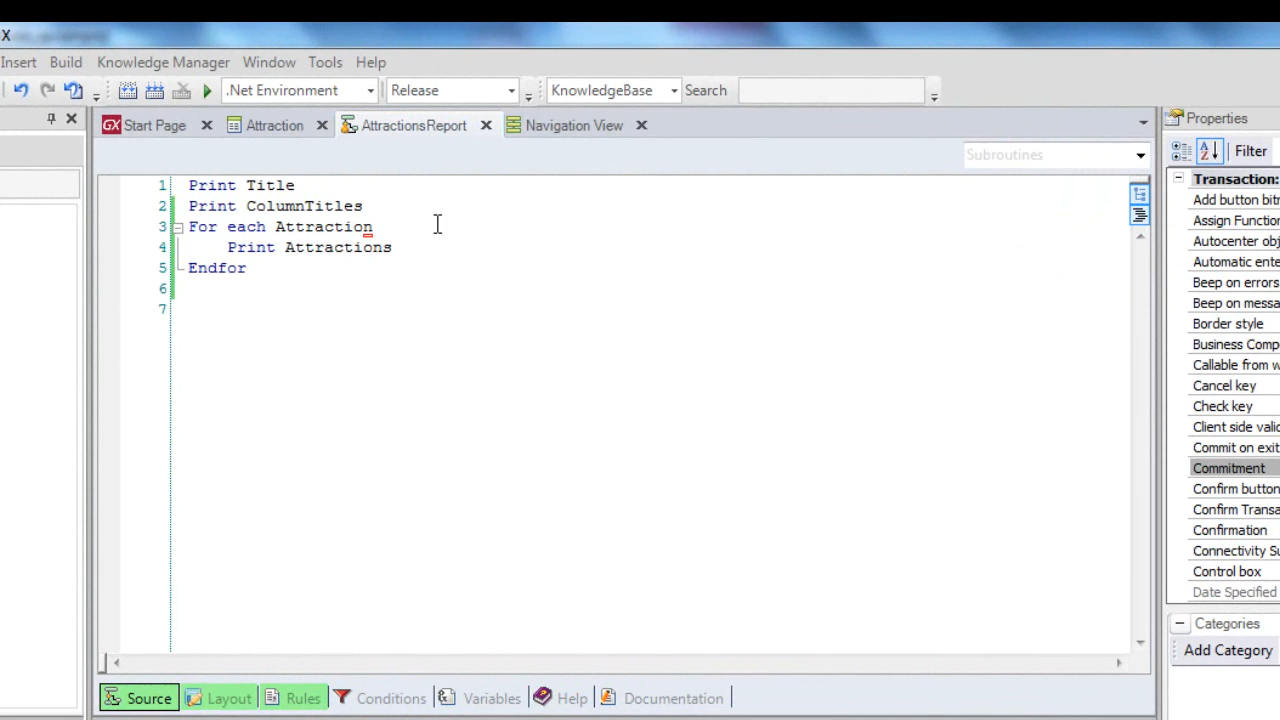 X
Insert Build Knowledge Manager Window Tools Help
.Net Environment Release KnowledgeBase Search
GX Start Page Attraction AttractionsReport Navigation View
Properties
Subroutines
Filter
1 Print Title
2 Print ColumnTitles
3 For each Attraction
4 Print Attractions
5 Endfor
6
7
Transaction:
Add button bitr
Assign Functior
Autocenter obj
Automatic ente
Beep on errors
Beep on messa
Border style
Business Comp
Callable from w
Cancel key
Check key
Client side valid
Commit on exit
Commitment
Confirm button
Confirm Transa
Confirmation
Connectivity Su
Control box
Date Specified
Categories
Add Category
Source Layout Rules Conditions Variables Help Documentation